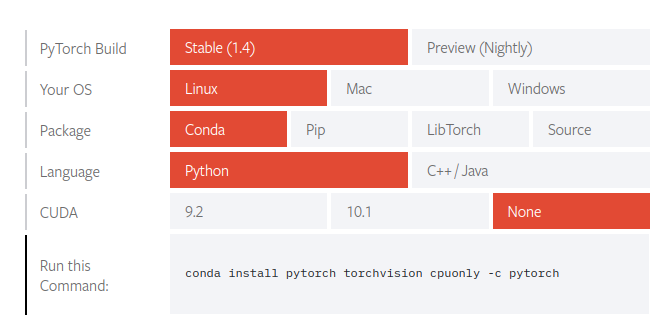 PyTorch Build Stable (1.4) Preview (Nightly)
Your OS Linux Mac Windows
Package Conda Pip LibTorch Source
Language Python C++ / Java
CUDA 9.2 10.1 None
Run this
Command:
conda install pytorch torchvision cpuonly -c pytorch